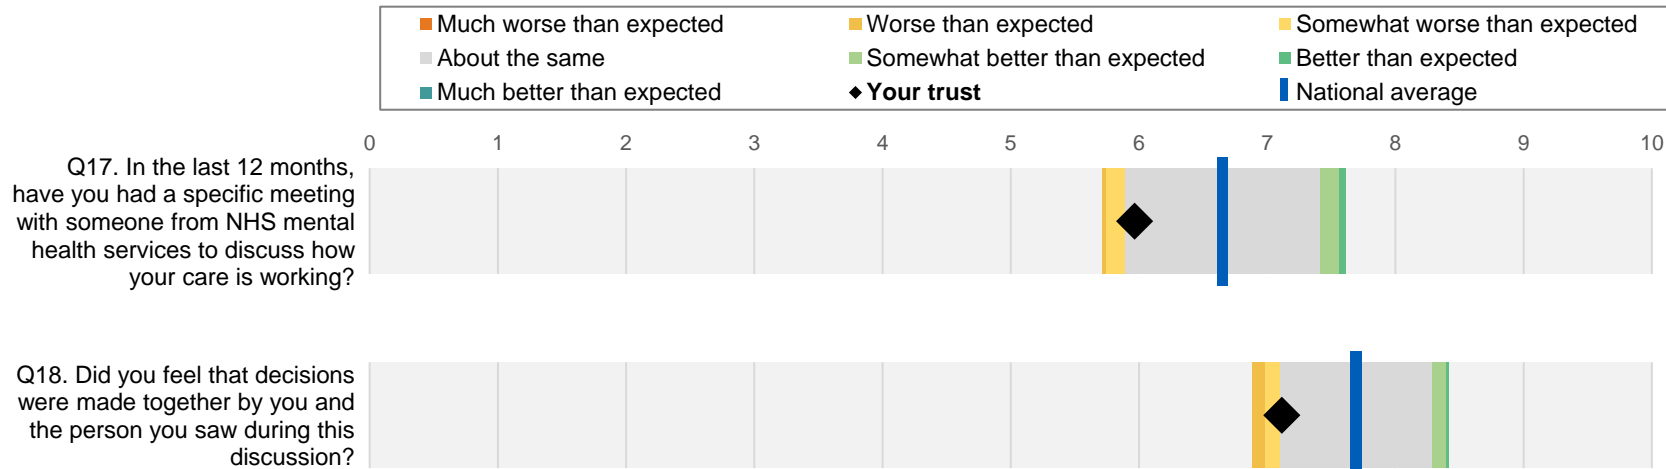 Much worse than expected
Worse than expected
Somewhat worse than expected
About the same
Somewhat better than expected
Better than expected
Much better than expected
Your trust
National average
0 1 2 3 4 5 6 7 8 9 10
Q17. In the last 12 months,
have you had a specific meeting
with someone from NHS mental
health services to discuss how
your care is working?
Q18. Did you feel that decisions
were made together by you and
the person you saw during this
discussion?